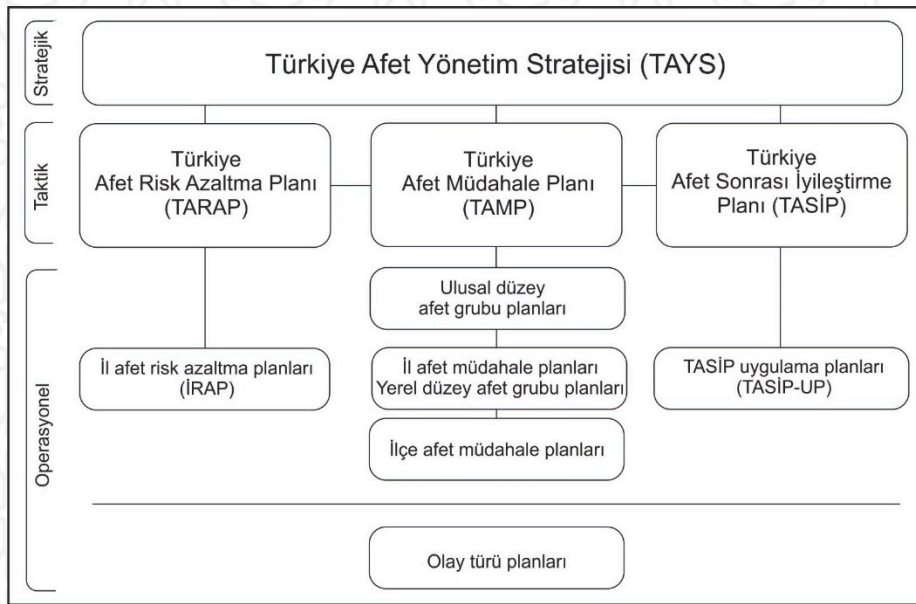 Stratejik
Türkiye Afet Yönetim Stratejisi (TAYS)
Taktik
Türkiye
Afet Risk Azaltma Planı
(TARAP)
Türkiye
Afet Müdahale Planı
(TAMP)
Türkiye
Afet Sonrası İyileştirme
Planı (TASİP)
Operasyonel
Ulusal düzey
afet grubu planları
İl afet risk azaltma planları
(İRAP)
İl afet müdahale planları
Yerel düzey afet grubu planları
TASİP uygulama planları
(TASİP-UP)
İlçe afet müdahale planları
Olay türü planları